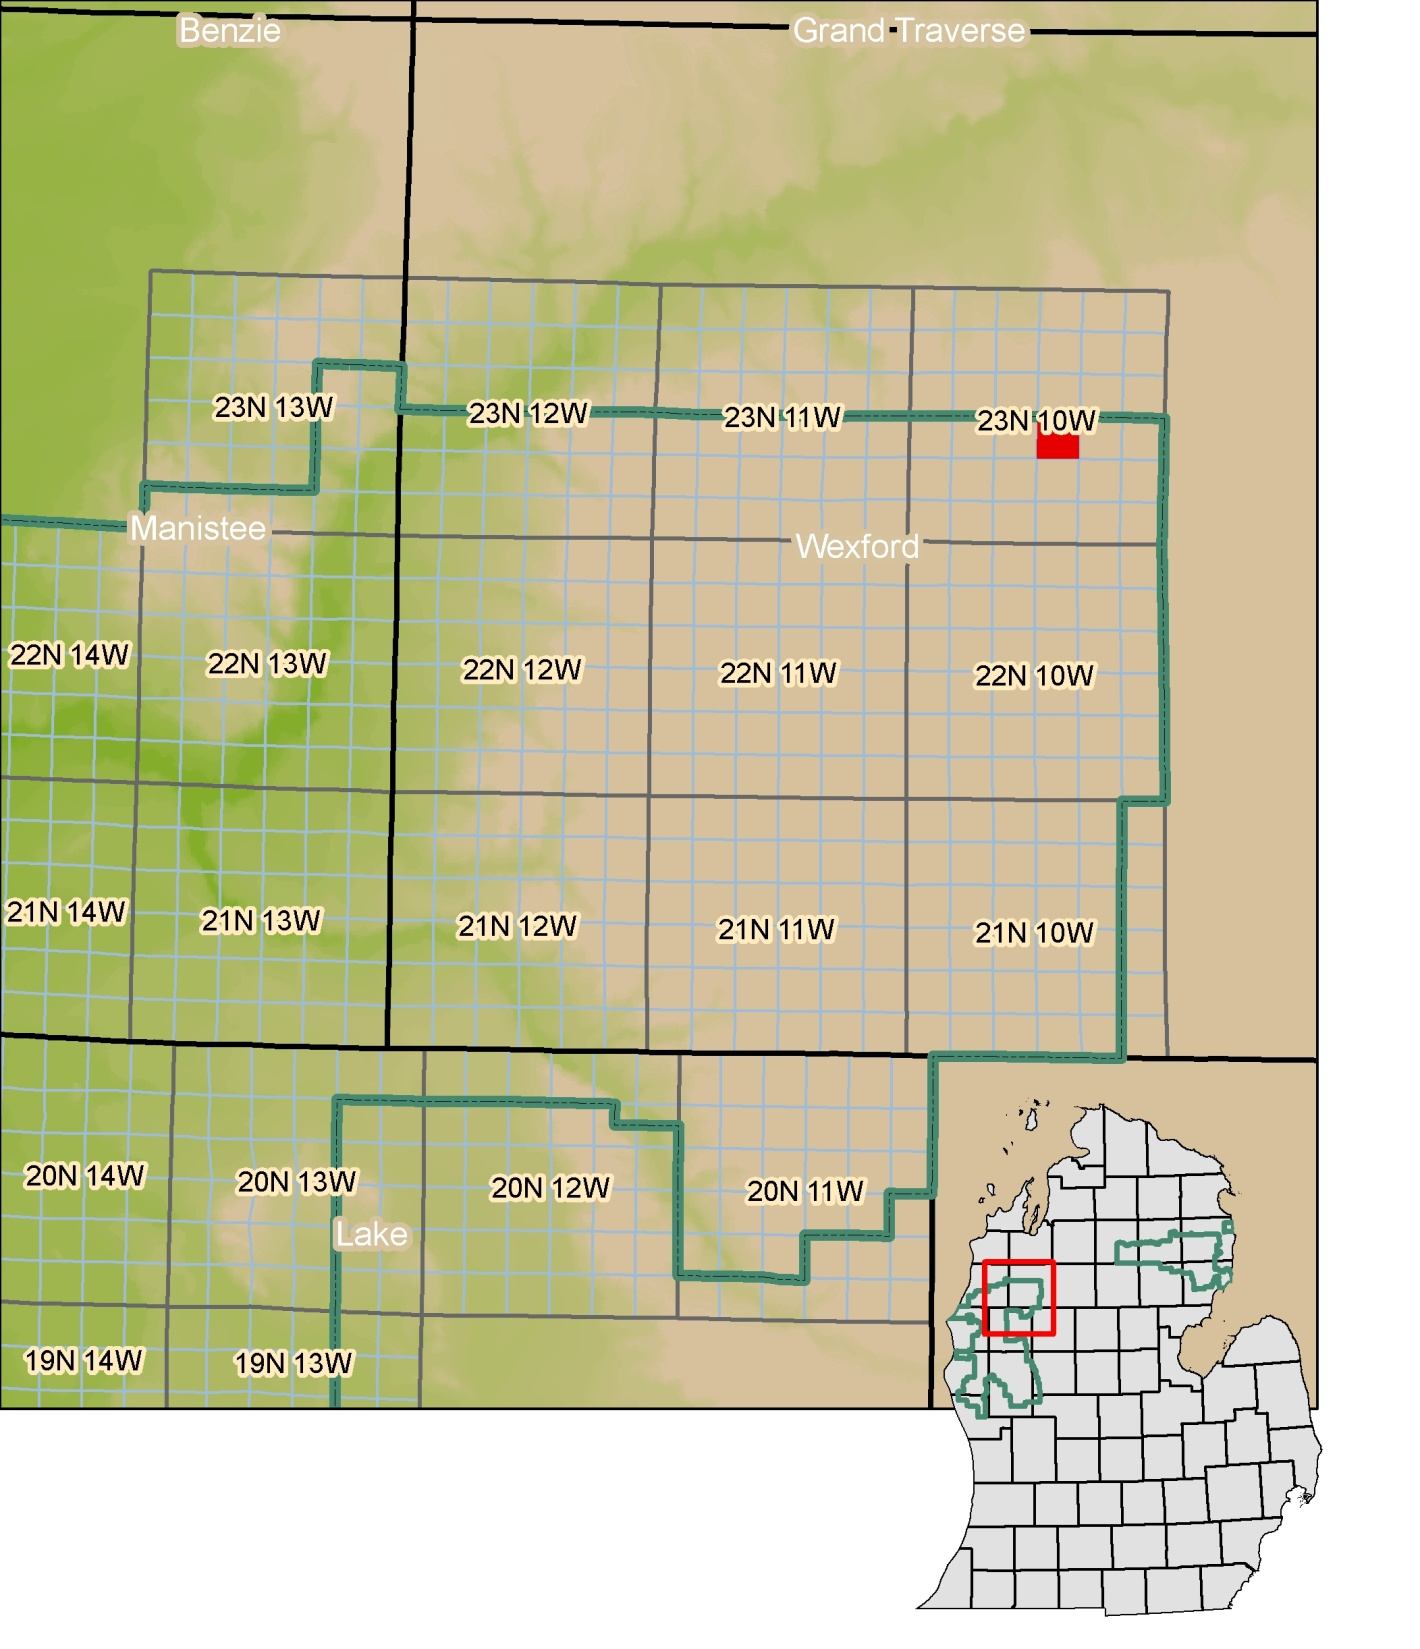 Benzie
Grand Traverse
23N 13W
23N 12W
23N 11W
23N 10W
Manistee
Wexford
22N 14W
22N 13W
22N 12W
22N 11W
22N 10W
21N 14W
21N 13W
21N 12W
21N 11W
21N 10W
20N 14W
20N 13W
20N 12W
20N 11W
Lake
19N 14W
19N 13W